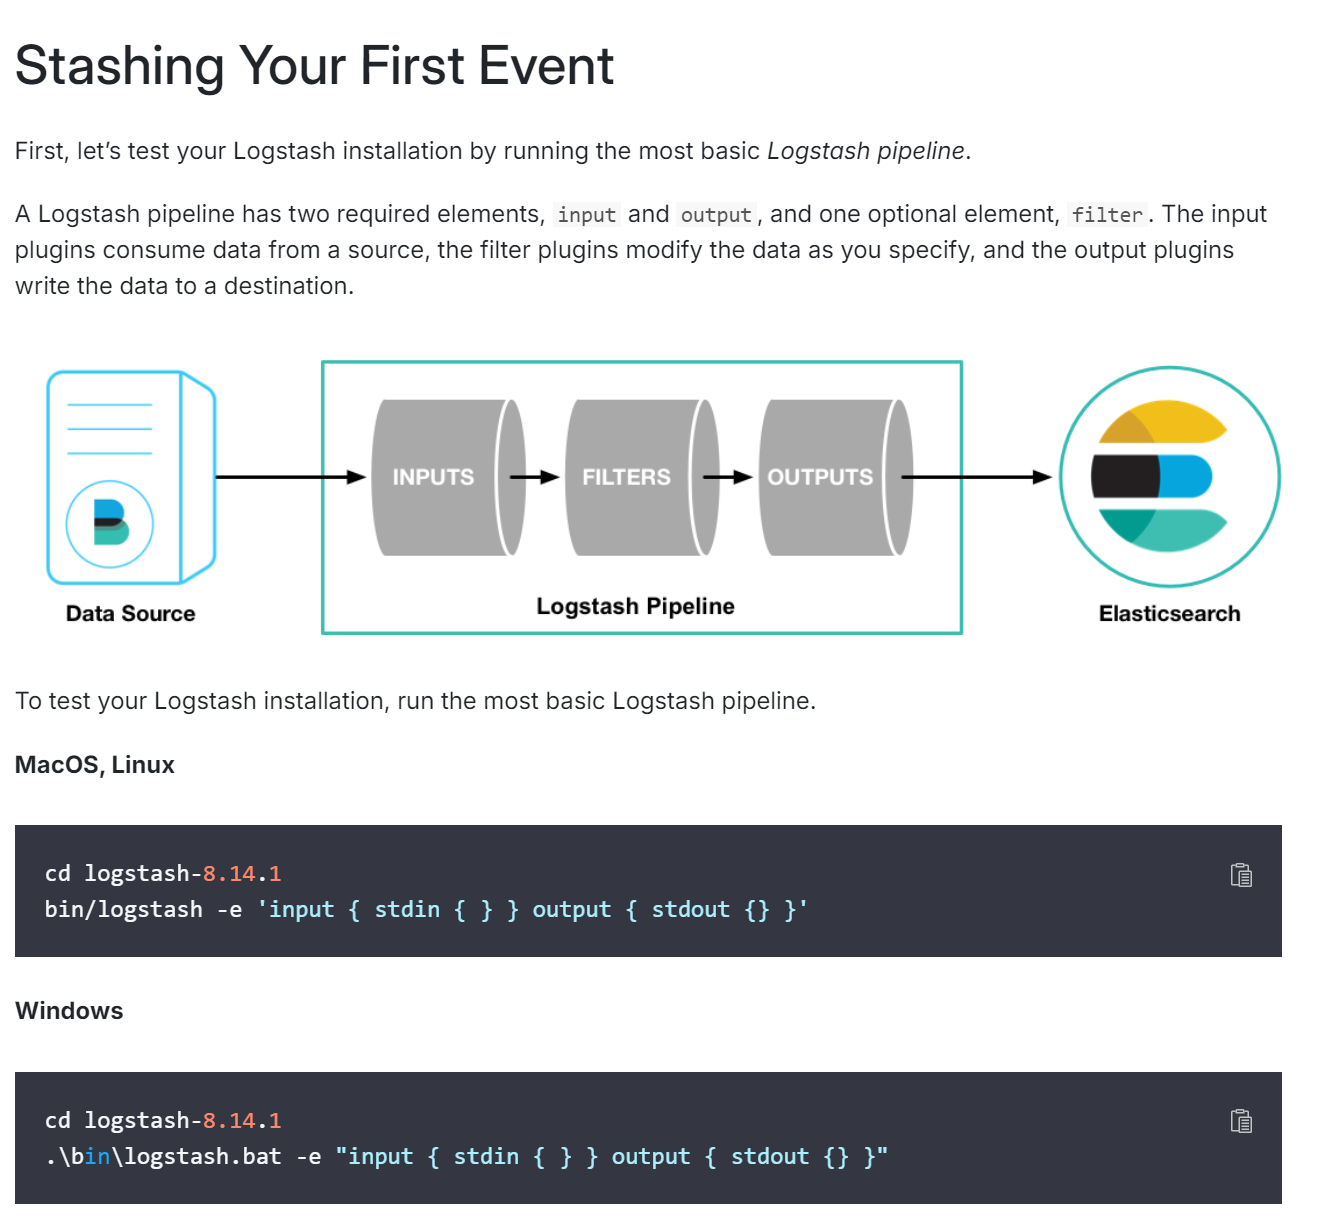 Stashing Your First Event
First, let’s test your Logstash installation by running the most basic Logstash pipeline.
A Logstash pipeline has two required elements, input and output, and one optional element, filter. The input
plugins consume data from a source, the filter plugins modify the data as you specify, and the output plugins
write the data to a destination.
INPUTS
FILTERS
OUTPUTS
Data Source
Logstash Pipeline
Elasticsearch
To test your Logstash installation, run the most basic Logstash pipeline.
MacOS, Linux
cd logstash-8.14.1
bin/logstash -e 'input { stdin { } } output { stdout {} }'
Windows
cd logstash-8.14.1
.\bin\logstash.bat -e "input { stdin { } } output { stdout {} }"